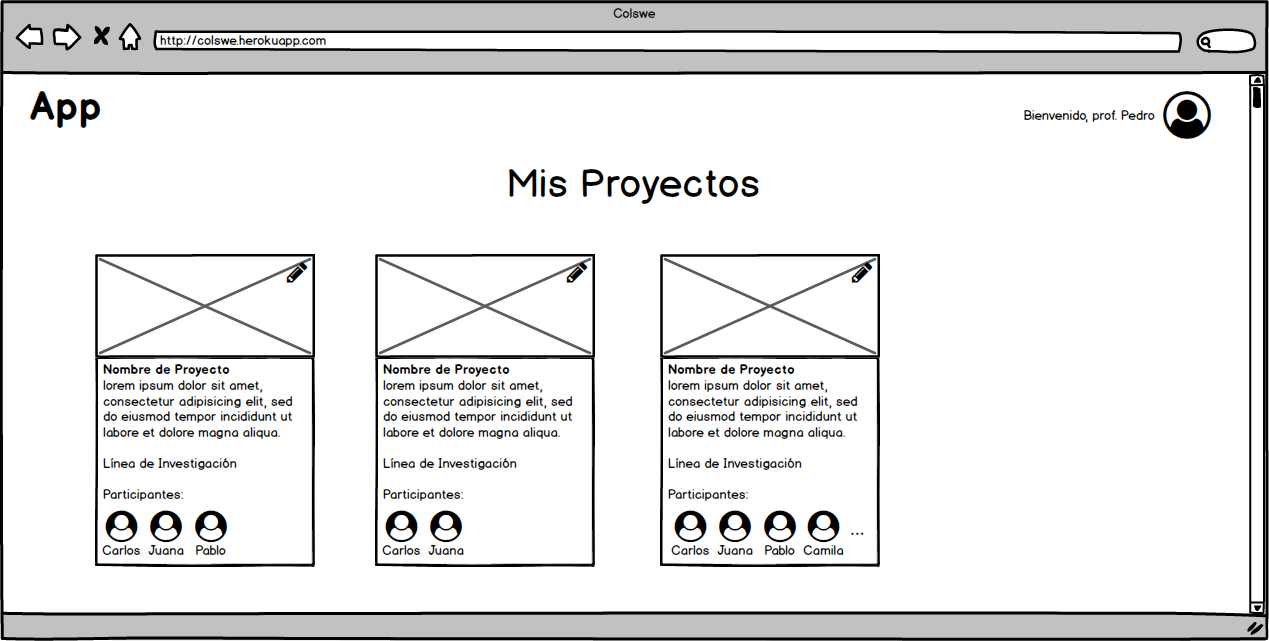 Colswe
http://colswe.herokuapp.com
App
Bienvenido, prof. Pedro
Mis Proyectos
Nombre de Proyecto
lorem ipsum dolor sit amet,
consectetur adipisicing elit, sed
do eiusmod tempor incididunt ut
labore et dolore magna aliqua.
Línea de Investigación
Participantes:
Carlos Juana Pablo
Nombre de Proyecto
lorem ipsum dolor sit amet,
consectetur adipisicing elit, sed
do eiusmod tempor incididunt ut
labore et dolore magna aliqua.
Línea de Investigación
Participantes:
Carlos Juana
Nombre de Proyecto
lorem ipsum dolor sit amet,
consectetur adipisicing elit, sed
do eiusmod tempor incididunt ut
labore et dolore magna aliqua.
Línea de Investigación
Participantes:
...
Carlos Juana Pablo Camila